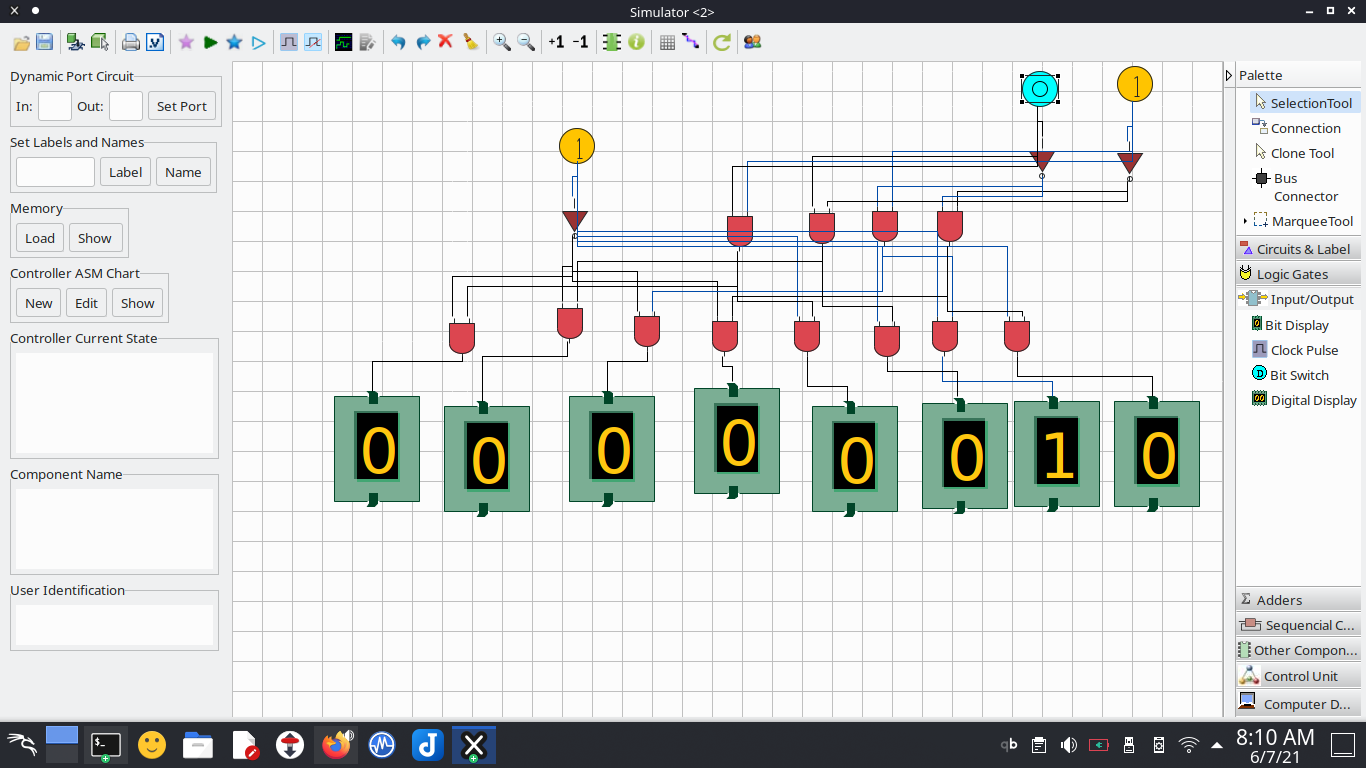 Simulator <2>
+1 -1
Dynamic Port Circuit
In: Out: Set Port
Set Labels and Names
Label Name
Memory
Load Show
Controller ASM Chart
New Edit Show
Controller Current State
Component Name
User Identification
1
1
0 0 0 0 0 0 1 0
Palette
SelectionTool
Connection
Clone Tool
Bus
Connector
MarqueeTool
Circuits & Label
Logic Gates
Input/Output
Bit Display
Clock Pulse
Bit Switch
Digital Display
Adders
Sequential C...
Other Compon...
Control Unit
Computer D...
qb
8:10 AM
6/7/21